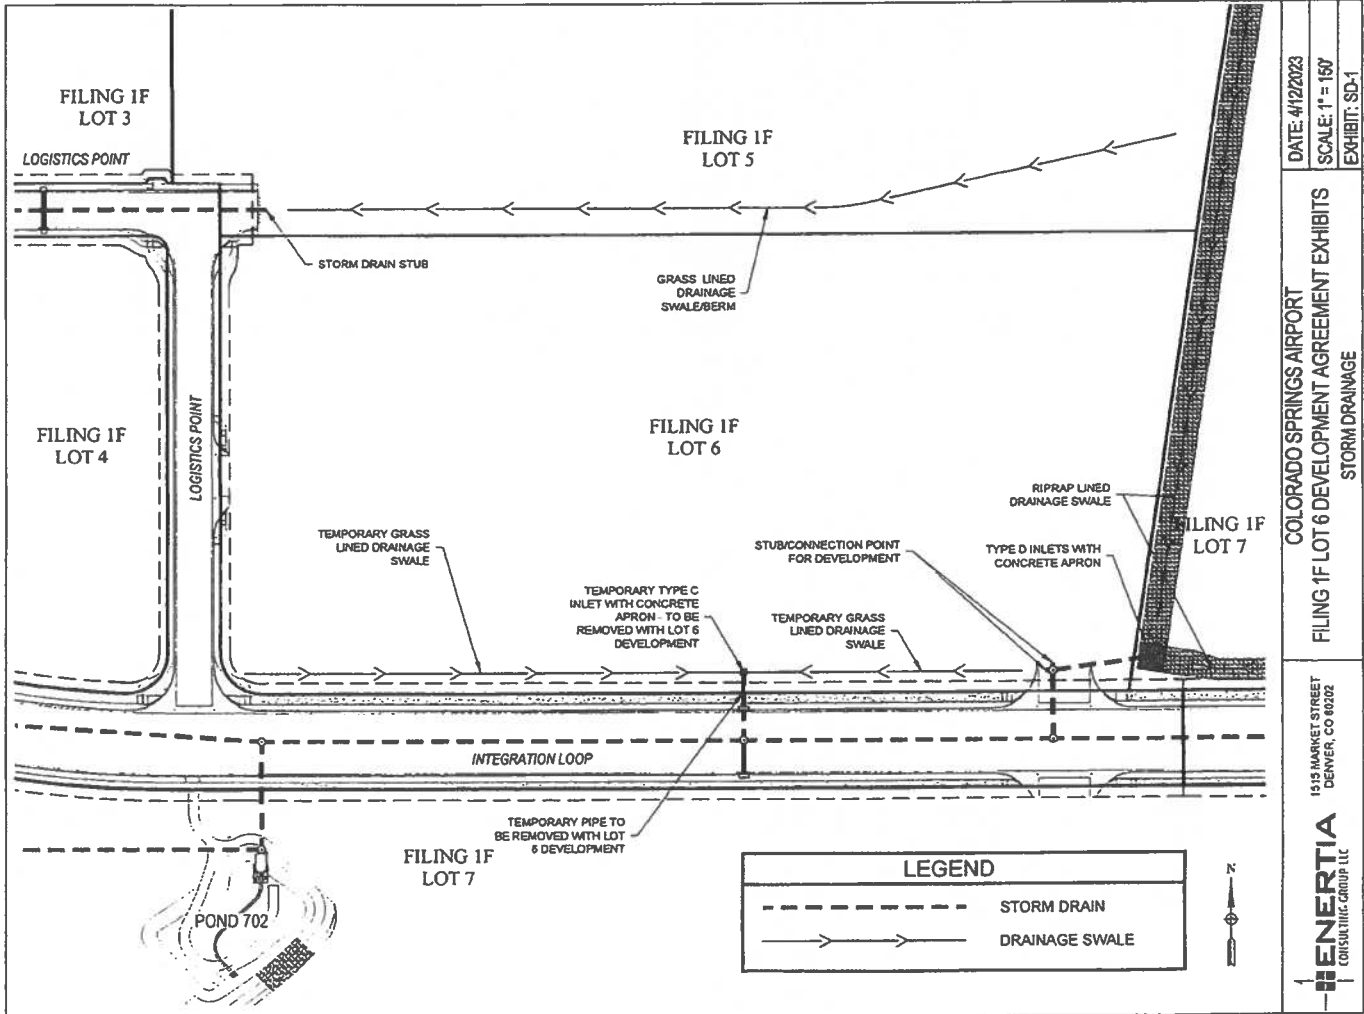 FILING 1F
LOT 3
LOGISTICS POINT
FILING 1F
LOT 5
STORM DRAIN STUB
GRASS LINED
DRAINAGE
SWALE/BERM
FILING 1F
LOT 4
LOGISTICS POINT
FILING 1F
LOT 6
RIPRAP LINED
DRAINAGE SWALE
FILING 1F
LOT 7
TEMPORARY GRASS
LINED DRAINAGE
SWALE
STUB/CONNECTION POINT
FOR DEVELOPMENT
TYPE D INLETS WITH
CONCRETE APRON
TEMPORARY TYPE C
INLET WITH CONCRETE
APRON - TO BE
REMOVED WITH LOT 6
DEVELOPMENT
TEMPORARY GRASS
LINED DRAINAGE
SWALE
INTEGRATION LOOP
TEMPORARY PIPE TO
BE REMOVED WITH LOT
6 DEVELOPMENT
FILING 1F
LOT 7
POND 702
LEGEND
STORM DRAIN
DRAINAGE SWALE
N
DATE: 4/12/2023
SCALE: 1" = 150'
EXHIBIT: SD-1
COLORADO SPRINGS AIRPORT
FILING 1F LOT 6 DEVELOPMENT AGREEMENT EXHIBITS
STORM DRAINAGE
1515 MARKET STREET
DENVER, CO 80202
ENERTIA
CONSULTING GROUP LLC